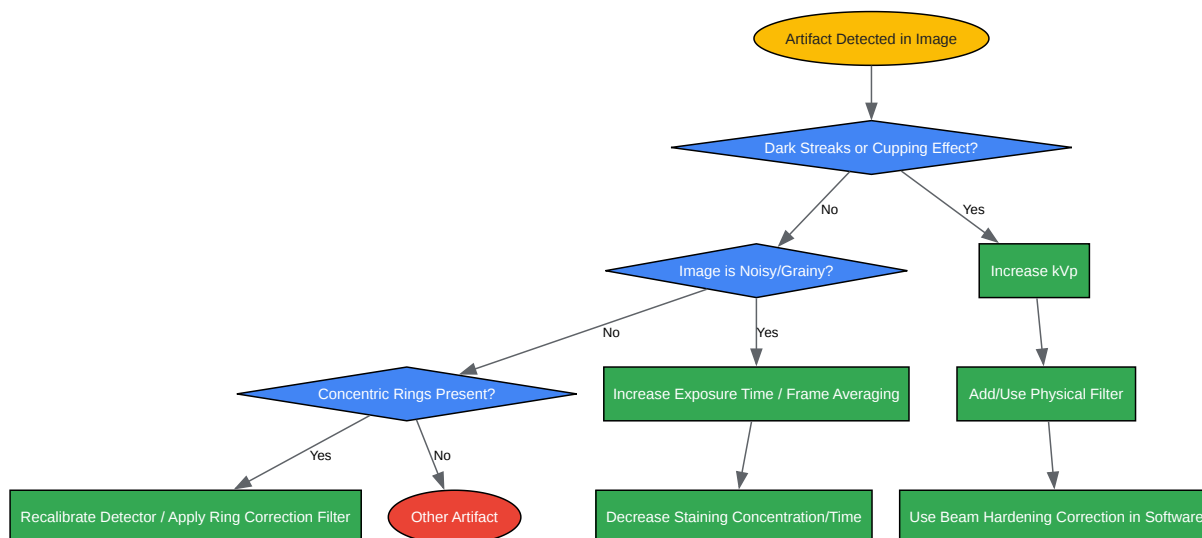 Artifact Detected in Image
Dark Streaks or Cupping Effect?
No
Yes
Image is Noisy/Grainy?
Increase kVp
No
Yes
Concentric Rings Present?
Increase Exposure Time / Frame Averaging
Add/Use Physical Filter
Yes
No
Recalibrate Detector / Apply Ring Correction Filter
Other Artifact
Decrease Staining Concentration/Time
Use Beam Hardening Correction in Software